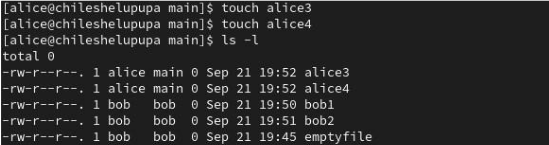 [alice@chileshelupupa main]$ touch alice3
[alice@chileshelupupa main]$ touch alice4
[alice@chileshelupupa main]$ ls -l
total 0
-rw-r--r--. 1 alice main 0 Sep 21 19:52 alice3
-rw-r--r--. 1 alice main 0 Sep 21 19:52 alice4
-rw-r--r--. 1 bob   bob  0 Sep 21 19:50 bob1
-rw-r--r--. 1 bob   bob  0 Sep 21 19:51 bob2
-rw-r--r--. 1 bob   bob  0 Sep 21 19:45 emptyfile